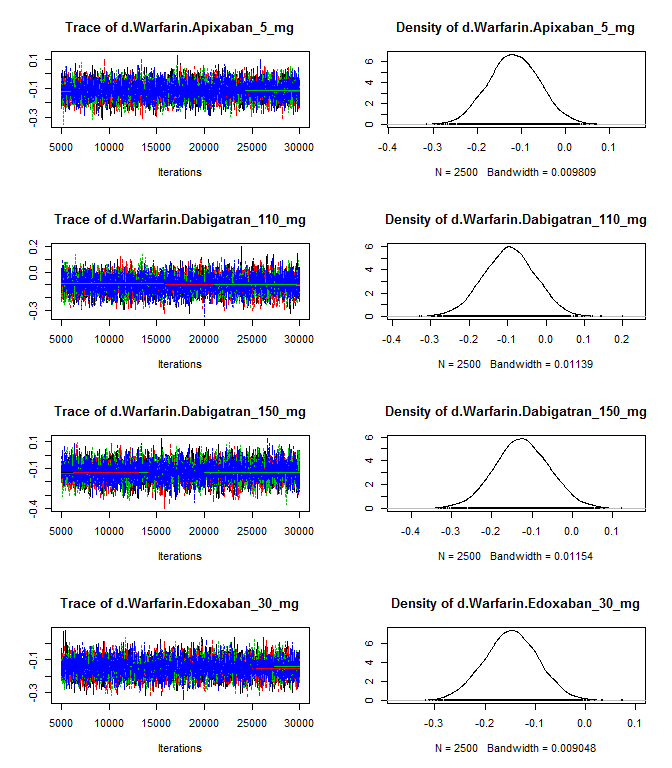 Trace of d.Warfarin.Apixaban_5_mg
-0.3 -0.1 0.1
5000 10000 15000 20000 25000 30000
Iterations
Density of d.Warfarin.Apixaban_5_mg
0 2 4 6
-0.4 -0.3 -0.2 -0.1 0.0 0.1
N = 2500 Bandwidth = 0.009809
Trace of d.Warfarin.Dabigatran_110_mg
-0.3 0.0 0.2
5000 10000 15000 20000 25000 30000
Iterations
Density of d.Warfarin.Dabigatran_110_mg
0 2 4 6
-0.4 -0.3 -0.2 -0.1 0.0 0.1 0.2
N = 2500 Bandwidth = 0.01139
Trace of d.Warfarin.Dabigatran_150_mg
-0.4 -0.1 0.1
5000 10000 15000 20000 25000 30000
Iterations
Density of d.Warfarin.Dabigatran_150_mg
0 2 4 6
-0.4 -0.3 -0.2 -0.1 0.0 0.1
N = 2500 Bandwidth = 0.01154
Trace of d.Warfarin.Edoxaban_30_mg
-0.3 -0.1
5000 10000 15000 20000 25000 30000
Iterations
Density of d.Warfarin.Edoxaban_30_mg
0 2 4 6
-0.3 -0.2 -0.1 0.0 0.1
N = 2500 Bandwidth = 0.009048